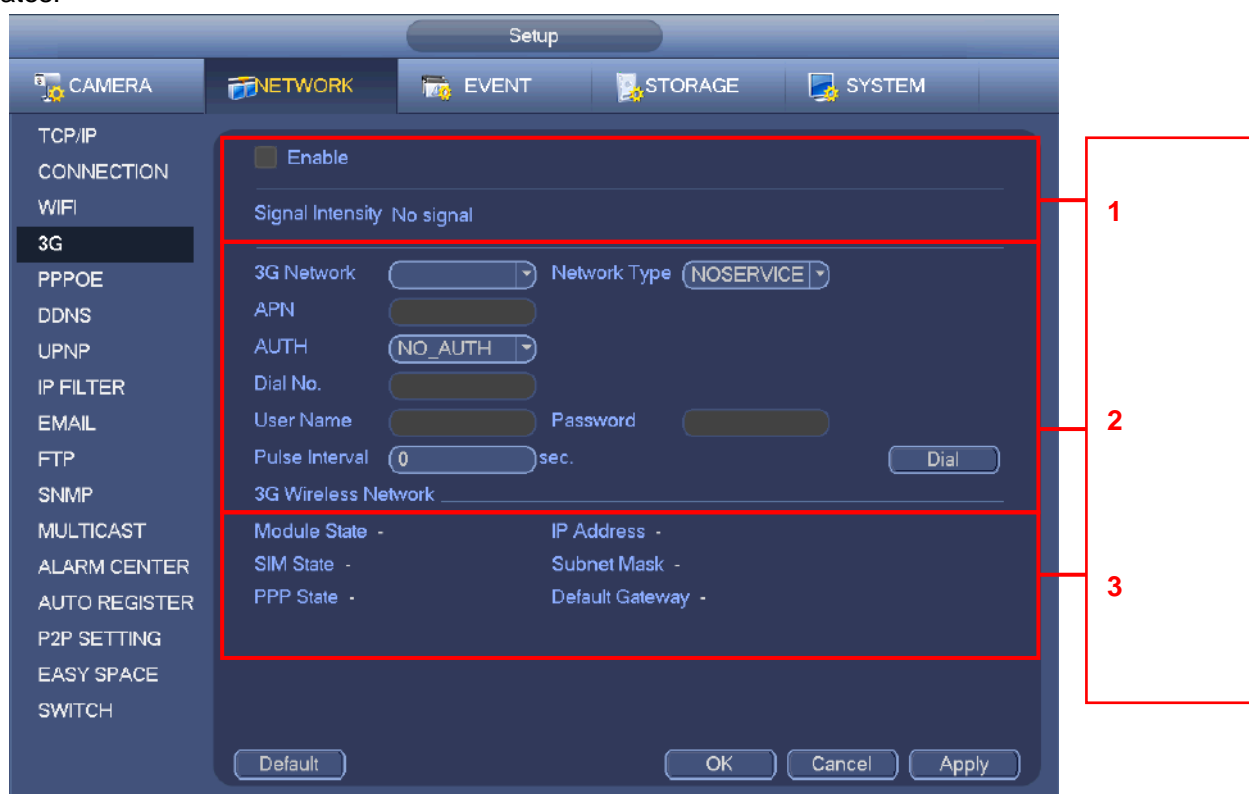 Setup
CAMERA NETWORK EVENT STORAGE SYSTEM
TCP/IP
CONNECTION
WIFI
3G
PPPOE
DDNS
UPNP
IP FILTER
EMAIL
FTP
SNMP
MULTICAST
ALARM CENTER
AUTO REGISTER
P2P SETTING
EASY SPACE
SWITCH
Enable
Signal Intensity No signal
1
3G Network Network Type NOSERVICE
APN
AUTH NO_AUTH
Dial No.
User Name Password
2
Pulse Interval 0 sec. Dial
3G Wireless Network
Module State - IP Address -
SIM State - Subnet Mask -
3
PPP State - Default Gateway -
Default OK Cancel Apply